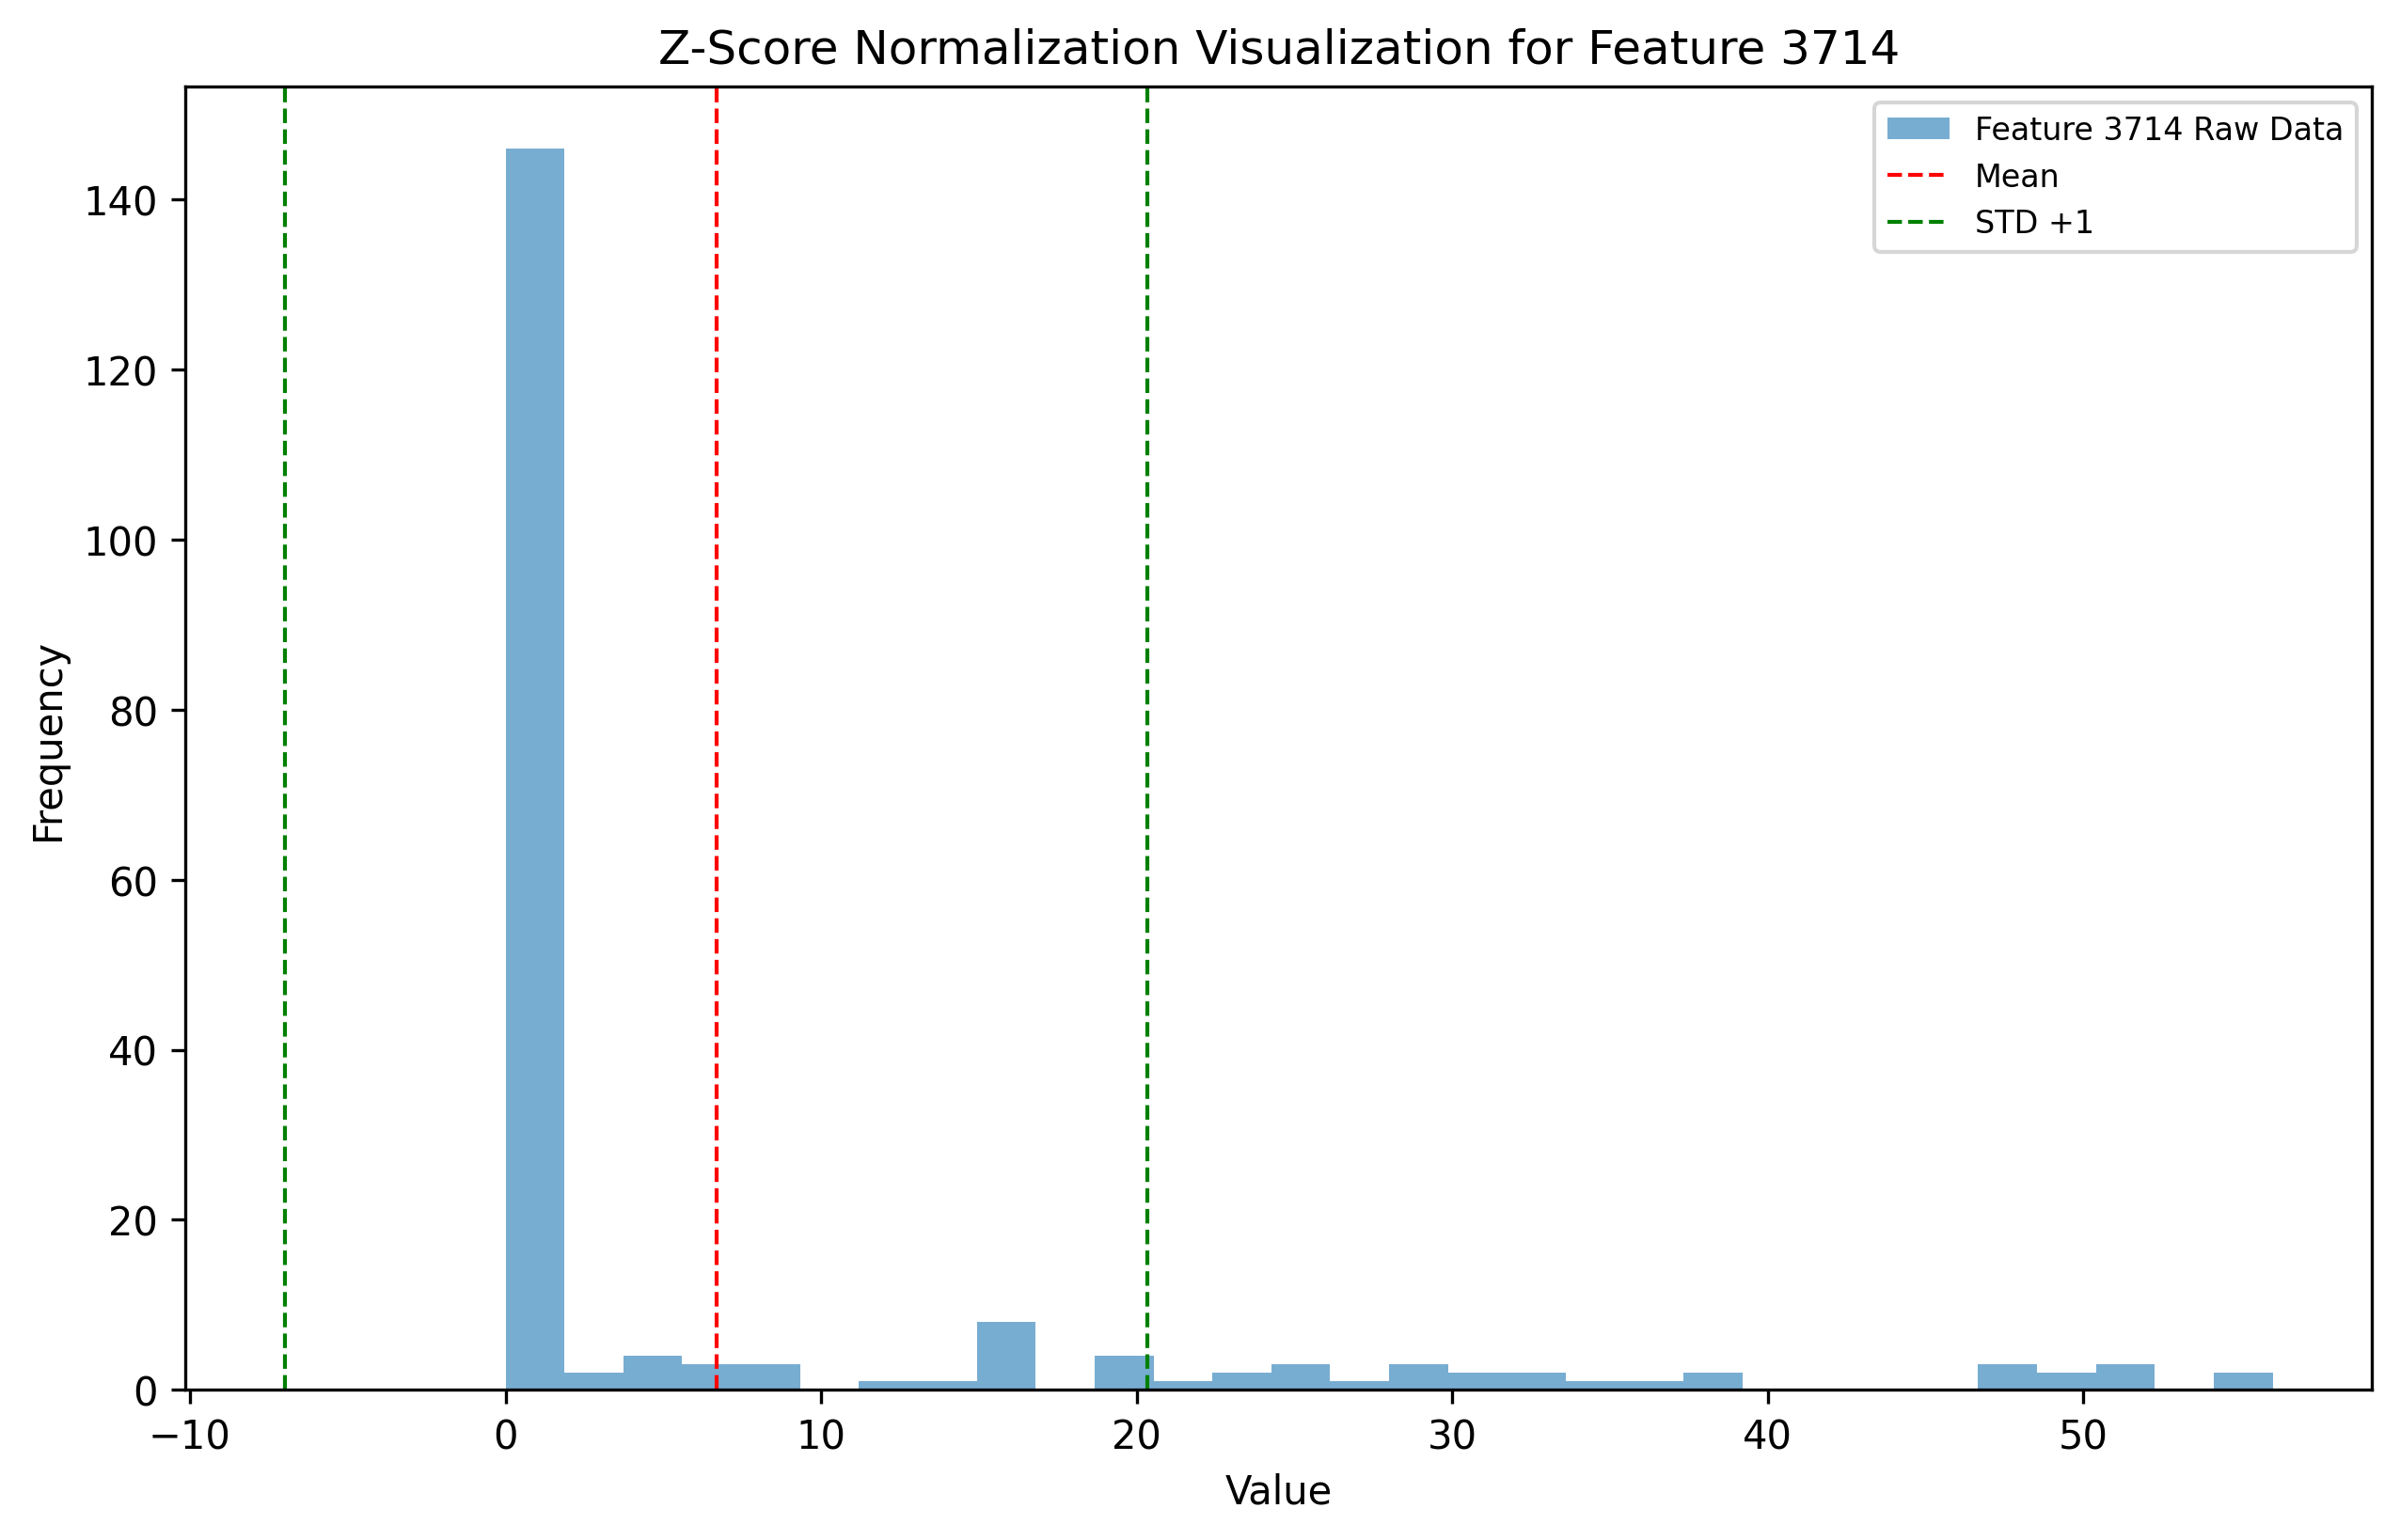 Z-Score Normalization Visualization for Feature 3714
Feature 3714 Raw Data
Mean
STD +1
140
120
100
80
60
40
20
0
Frequency
−10
0
10
20
30
40
50
Value